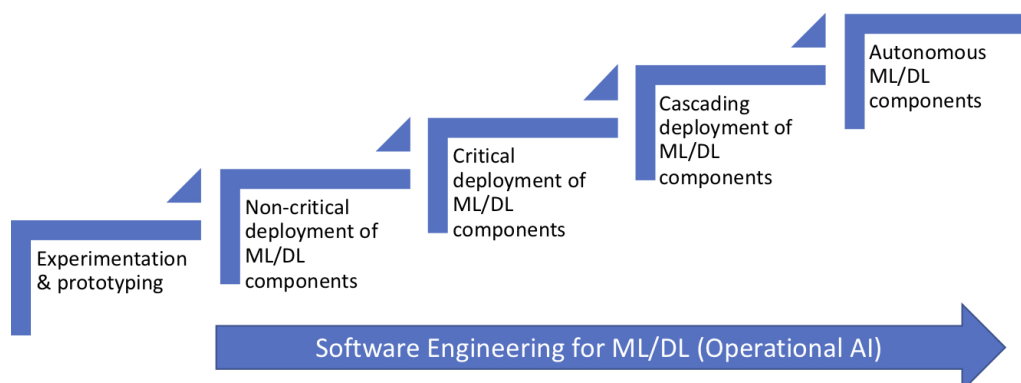 Experimentation
& prototyping
Non-critical
deployment of
ML/DL
components
Critical
deployment of
ML/DL
components
Cascading
deployment of
ML/DL
components
Autonomous
ML/DL
components
Software Engineering for ML/DL (Operational AI)